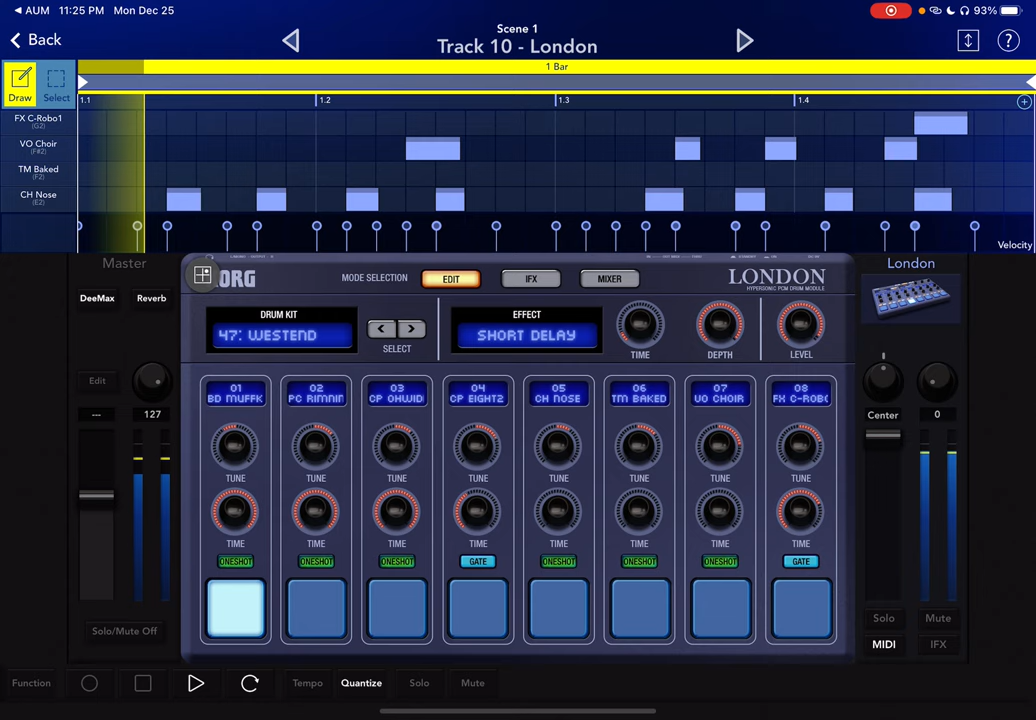 AUM 11:25 PM Mon Dec 25 93%
Back
Scene 1
Track 10 - London
1 Bar
Draw Select
1.1 1.2 1.3 1.4
FX C-Robo1
(G2)
VO Choir
(F#2)
TM Baked
(F2)
CH Nose
(E2)
Velocity
Master
London
DeeMax Reverb
ORG
MODE SELECTION EDIT IFX MIXER
LONDON
HYPERSONIC PCM DRUM MODULE
DRUM KIT
47: WESTEND
SELECT
EFFECT
SHORT DELAY
TIME DEPTH LEVEL
Edit
--- 127
Center 0
01 02 03 04 05 06 07 08
BD MUFFK PC RIMNIN CP OHWID CP EIGHT2 CH NOSE TM BAKED VO CHOIR FX C-ROBO
TUNE TUNE TUNE TUNE TUNE TUNE TUNE TUNE
TIME TIME TIME TIME TIME TIME TIME TIME
ONESHOT ONESHOT ONESHOT GATE ONESHOT ONESHOT ONESHOT GATE
Solo/Mute Off
Solo Mute
MIDI IFX
Function Tempo Quantize Solo Mute